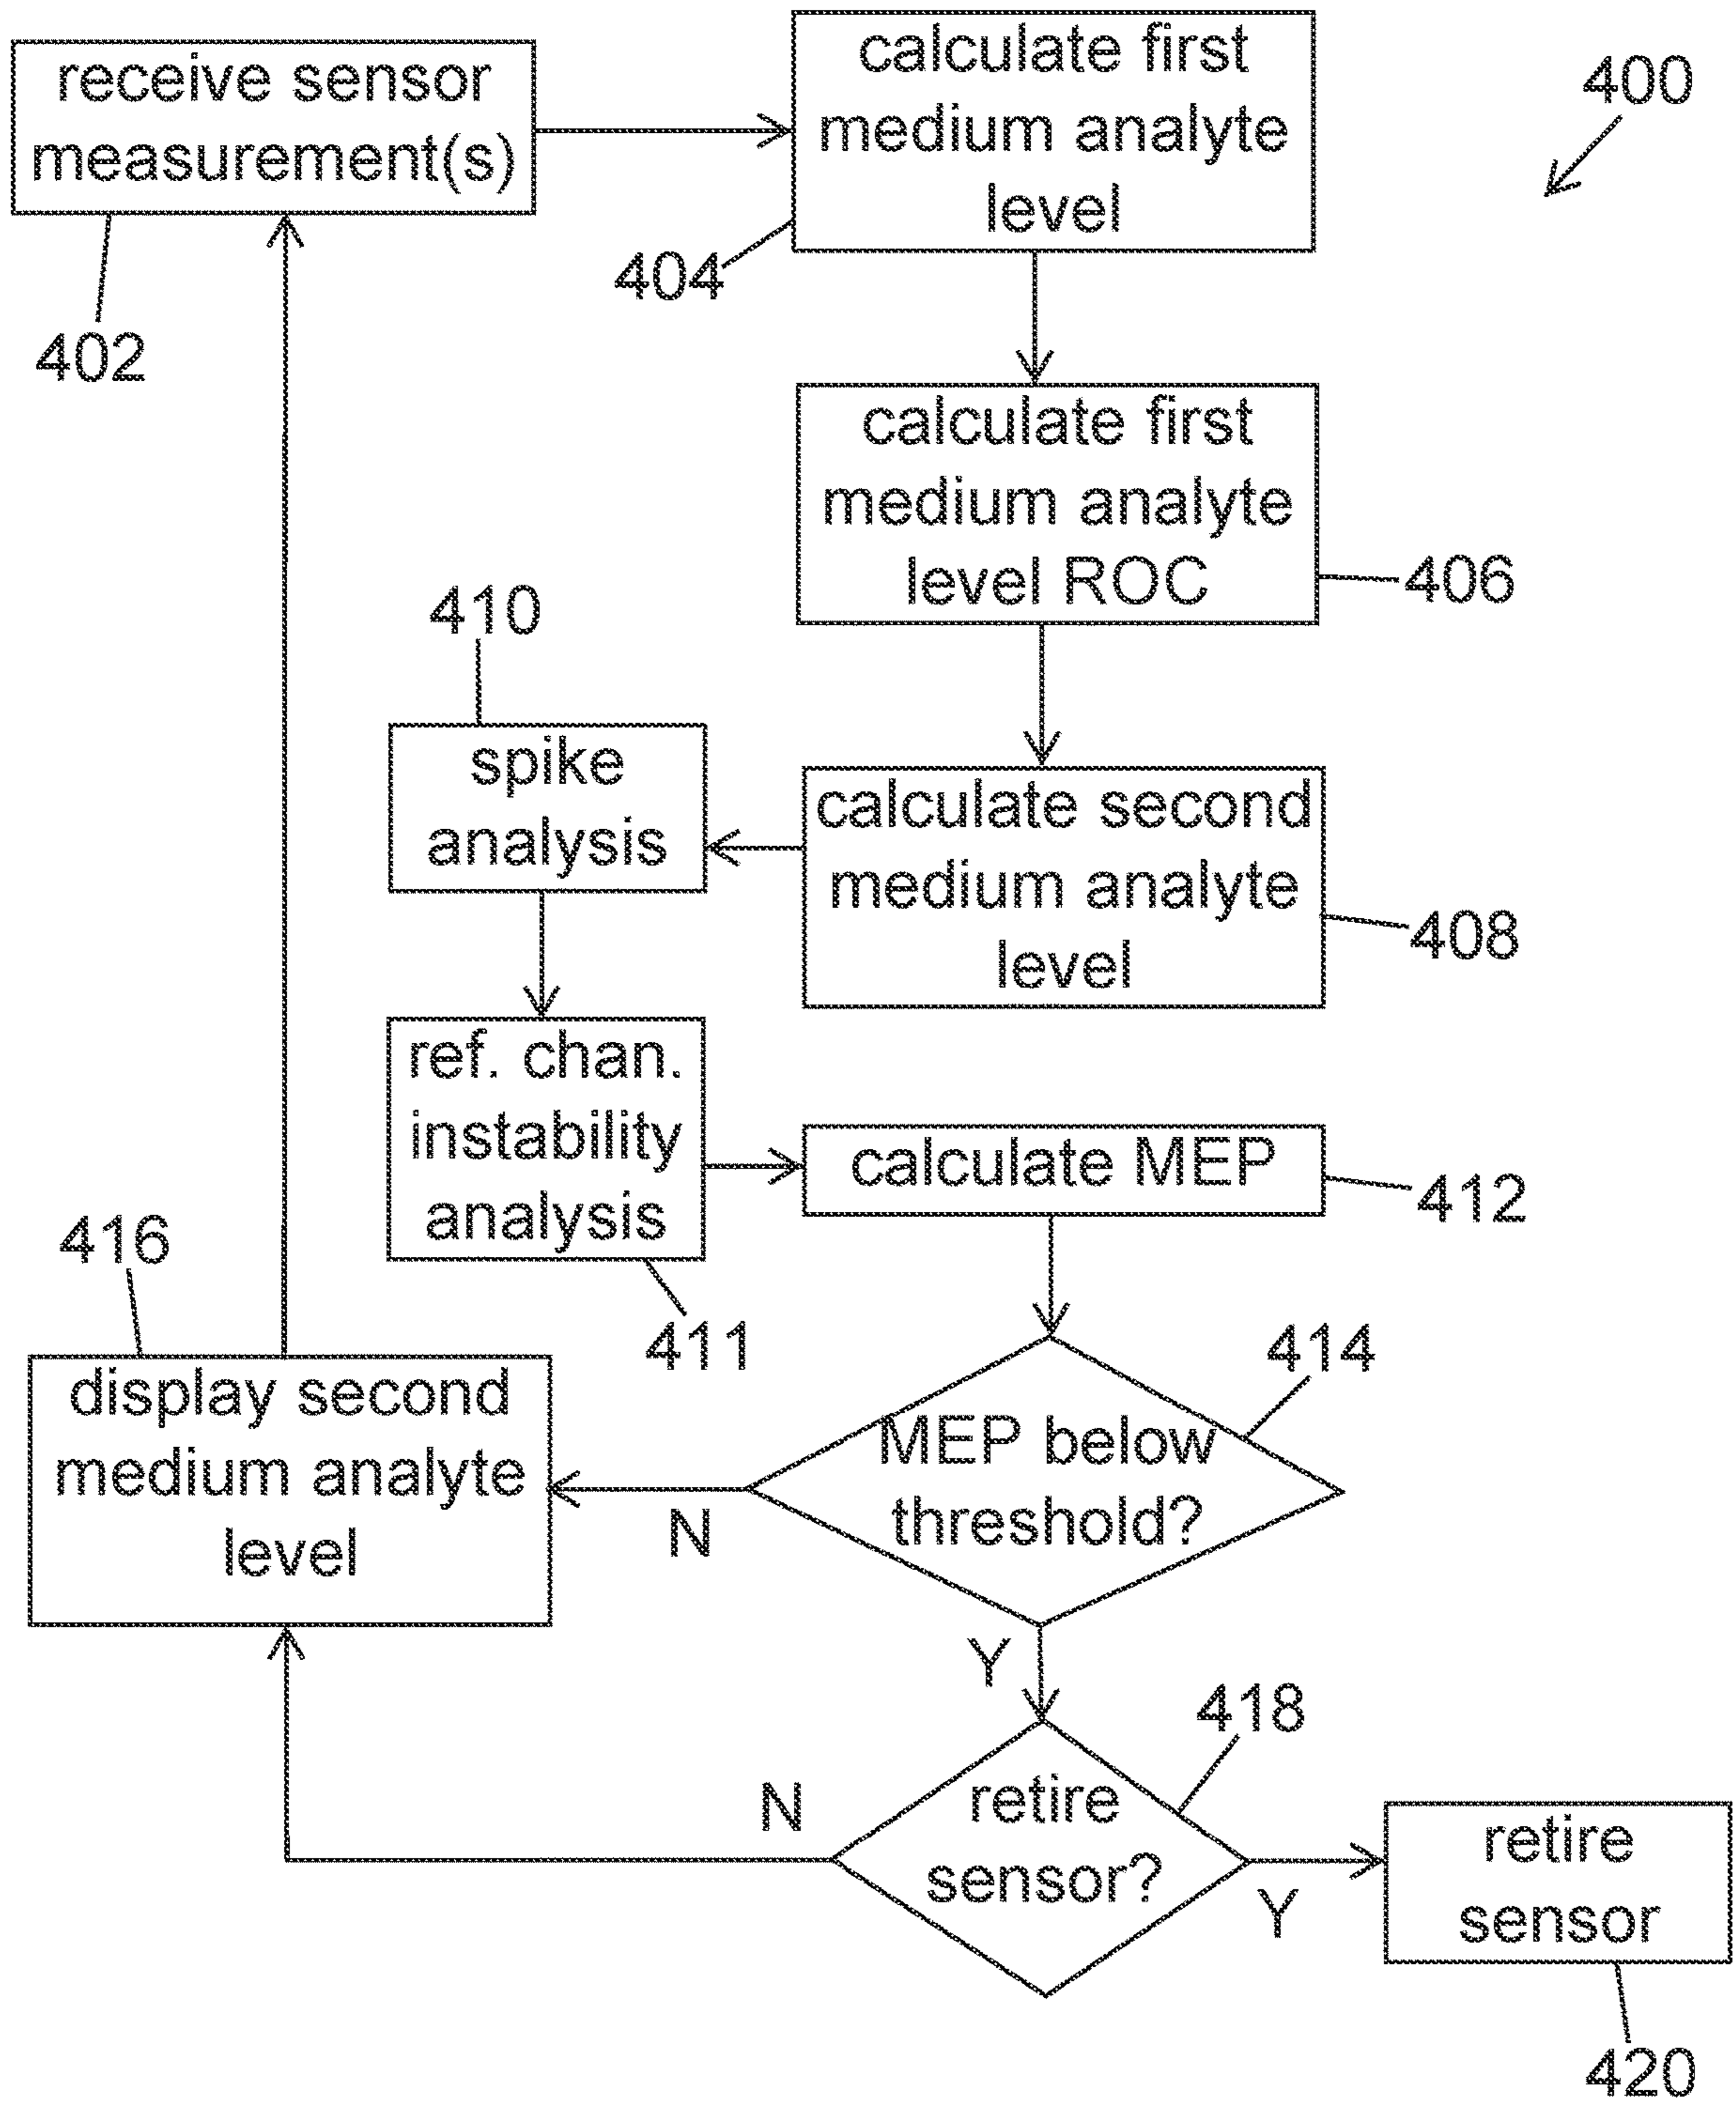 receive sensor
measurement(s)
402
calculate first
medium analyte
level
404
400
calculate first
medium analyte
level ROC
406
calculate second
medium analyte
level
408
410
spike
analysis
ref. chan.
instability
analysis
411
calculate MEP
412
MEP below
threshold?
414
N
Y
416
display second
medium analyte
level
retire
sensor?
418
N
Y
retire
sensor
420